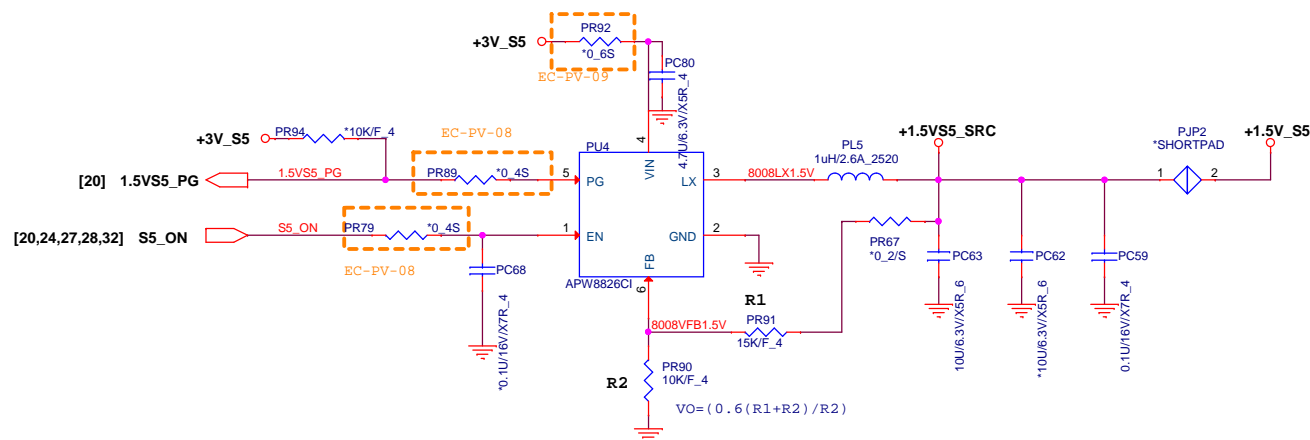 PR92
+3V_S5
*0_6S
EC-PV-09
PC80
4.7U/6.3V/X5R_4
+3V_S5
PR94
*10K/F_4
EC-PV-08
[20] 1.5VS5_PG
1.5VS5_PG
PR89
*0_4S
[20,24,27,28,32] S5_ON
S5_ON
PR79
*0_4S
EC-PV-08
PC68
*0.1U/16V/X7R_4
PU4
4
VIN
5
PG
LX
3
1
EN
GND
2
FB
6
APW8826CI
8008LX1.5V
PL5
1uH/2.6A_2520
+1.5VS5_SRC
PJP2
*SHORTPAD
1
2
+1.5V_S5
PR67
*0_2/S
PC63
10U/6.3V/X5R_6
PC62
*10U/6.3V/X5R_6
PC59
0.1U/16V/X7R_4
8008VFB1.5V
R1
PR91
15K/F_4
R2
PR90
10K/F_4
VO=(0.6(R1+R2)/R2)